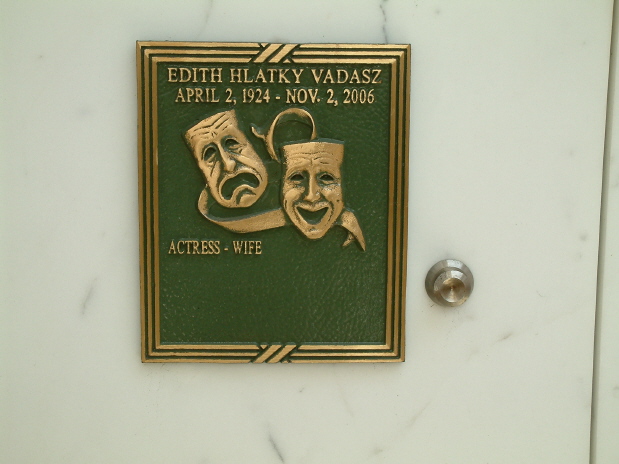 EDITH HLATKY VADASZ
APRIL 2, 1924 - NOV. 2, 2006
ACTRESS - WIFE